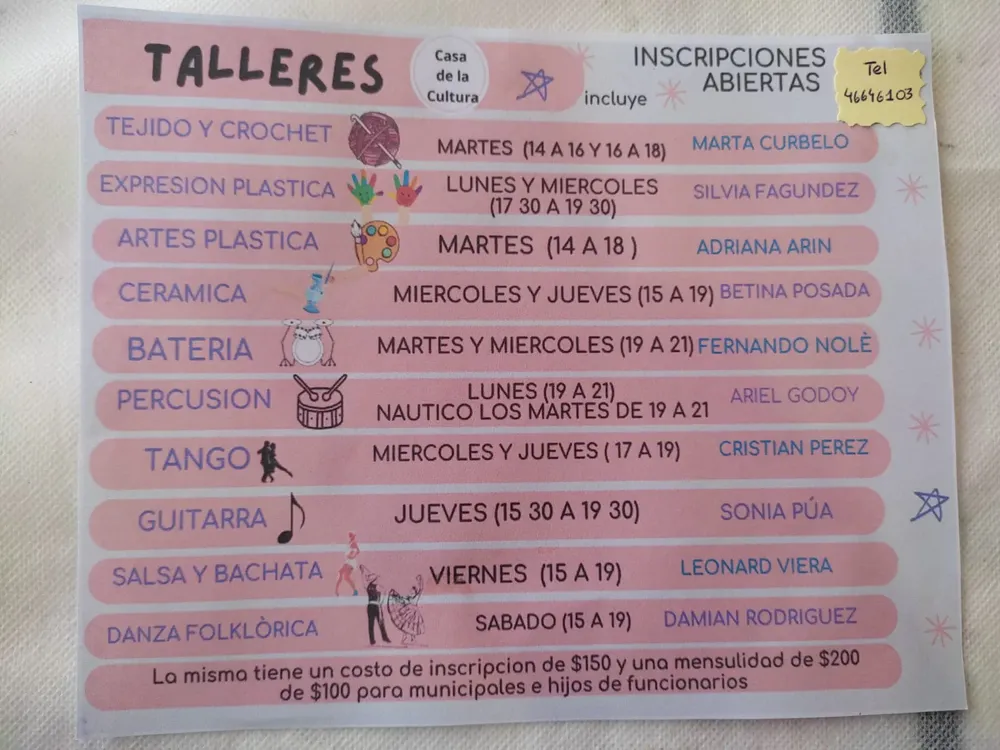 TALLERES
Casa
de la
Cultura
incluye
INSCRIPCIONES
ABIERTAS
Tel
46646103
TEJIDO Y CROCHET MARTES (14 A 16 Y 16 A 18) MARTA CURBELO
EXPRESION PLASTICA LUNES Y MIERCOLES SILVIA FAGUNDEZ
(17 30 A 19 30)
ARTES PLASTICA MARTES (14 A 18 ) ADRIANA ARIN
CERAMICA MIERCOLES Y JUEVES (15 A 19) BETINA POSADA
BATERIA MARTES Y MIERCOLES (19 A 21) FERNANDO NOLÈ
PERCUSION LUNES (19 A 21) ARIEL GODOY
NAUTICO LOS MARTES DE 19 A 21
TANGO MIERCOLES Y JUEVES ( 17 A 19) CRISTIAN PEREZ
GUITARRA JUEVES (15 30 A 19 30) SONIA PÚA
SALSA Y BACHATA VIERNES (15 A 19) LEONARD VIERA
DANZA FOLKLÒRICA SABADO (15 A 19) DAMIAN RODRIGUEZ
La misma tiene un costo de inscripcion de $150 y una mensulidad de $200
de $100 para municipales e hijos de funcionarios